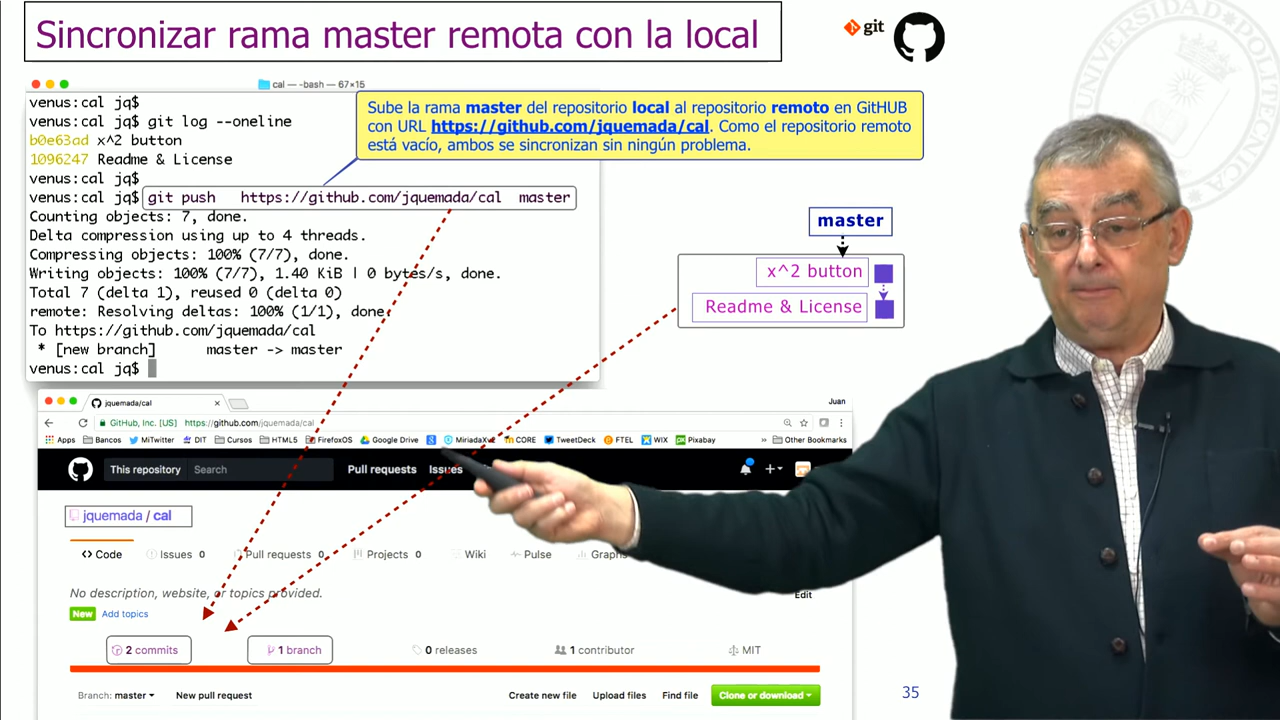 Sincronizar rama master remota con la local
git
UNIVERSIDAD POLITÉCNICA
cal — -bash — 67×15
venus:cal jq$
venus:cal jq$ git log --oneline
b0e63ad x^2 button
1096247 Readme & License
venus:cal jq$
venus:cal jq$ git push https://github.com/jquemada/cal master
Counting objects: 7, done.
Delta compression using up to 4 threads.
Compressing objects: 100% (7/7), done.
Writing objects: 100% (7/7), 1.40 KiB | 0 bytes/s, done.
Total 7 (delta 1), reused 0 (delta 0)
remote: Resolving deltas: 100% (1/1), done.
To https://github.com/jquemada/cal
* [new branch] master -> master
venus:cal jq$
Sube la rama master del repositorio local al repositorio remoto en GitHUB
con URL https://github.com/jquemada/cal. Como el repositorio remoto
está vacío, ambos se sincronizan sin ningún problema.
master
x^2 button
Readme & License
jquemada/cal
Juan
GitHub, Inc. [US] https://github.com/jquemada/cal
Apps Bancos MiTwitter DIT Cursos HTML5 FirefoxOS Google Drive MiriadaX CORE TweetDeck FTEL WIX Pixabay » Other Bookmarks
This repository Search Pull requests Issues
jquemada / cal
Code Issues 0 Pull requests 0 Projects 0 Wiki Pulse Graphs
No description, website, or topics provided.
Edit
New Add topics
2 commits 1 branch 0 releases 1 contributor MIT
Branch: master New pull request Create new file Upload files Find file Clone or download
35